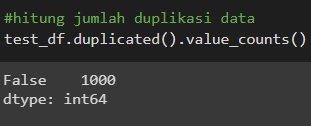 #hitung jumlah duplikasi data
test_df.duplicated().value_counts()
False    1000
dtype: int64